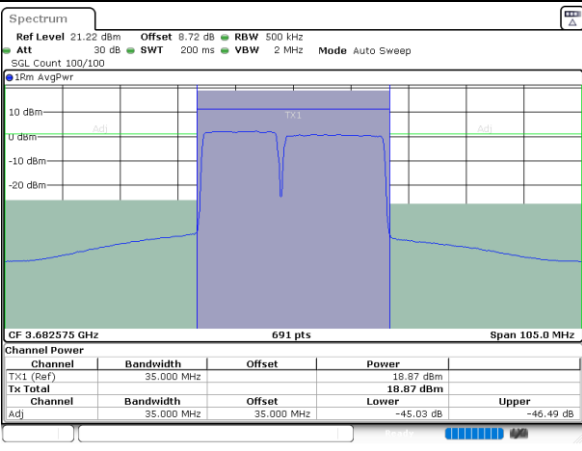 Spectrum
Ref Level 21.22 dBm Offset 8.72 dB RBW 500 kHz
Att 30 dB SWT 200 ms VBW 2 MHz Mode Auto Sweep
SGL Count 100/100
1Rm AvgPwr
10 dBm
TX1
Adj Adj
0 dBm
-10 dBm
-20 dBm
CF 3.682575 GHz 691 pts Span 105.0 MHz
Channel Power
Channel Bandwidth Offset Power
TX1 (Ref) 35.000 MHz 18.87 dBm
Tx Total 18.87 dBm
Channel Bandwidth Offset Lower Upper
Adj 35.000 MHz 35.000 MHz -45.03 dB -46.49 dB